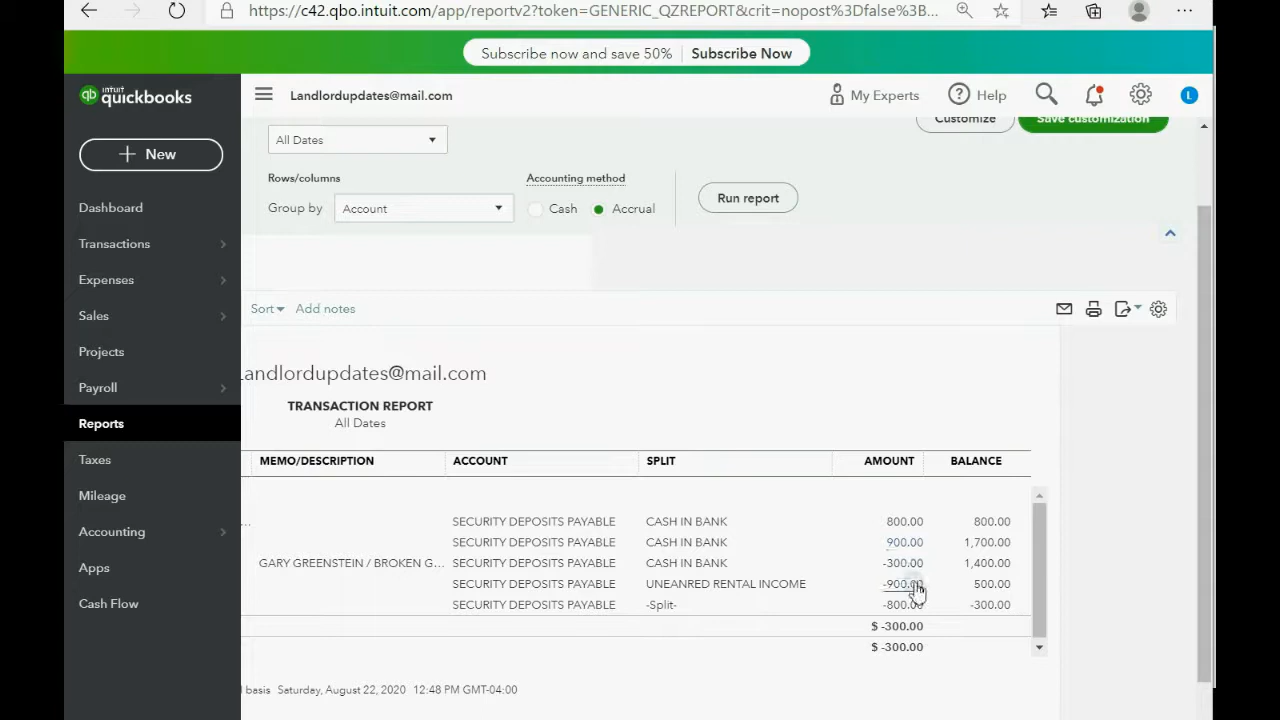 https://c42.qbo.intuit.com/app/reportv2?token=GENERIC_QZREPORT&crit=nopost%3Dfalse%3B...
Subscribe now and save 50% Subscribe Now
intuit quickbooks
Landlordupdates@mail.com
My Experts
Help
L
Customize
Save customization
New
All Dates
Rows/columns
Accounting method
Group by
Account
Cash
Accrual
Run report
Dashboard
Transactions
Expenses
Sales
Projects
Payroll
Reports
Taxes
Mileage
Accounting
Apps
Cash Flow
Sort
Add notes
Landlordupdates@mail.com
TRANSACTION REPORT
All Dates
MEMO/DESCRIPTION ACCOUNT SPLIT AMOUNT BALANCE
... SECURITY DEPOSITS PAYABLE CASH IN BANK 800.00 800.00
SECURITY DEPOSITS PAYABLE CASH IN BANK 900.00 1,700.00
GARY GREENSTEIN / BROKEN G... SECURITY DEPOSITS PAYABLE CASH IN BANK -300.00 1,400.00
SECURITY DEPOSITS PAYABLE UNEANRED RENTAL INCOME -900.00 500.00
SECURITY DEPOSITS PAYABLE -Split- -800.00 -300.00
$ -300.00
$ -300.00
l basis Saturday, August 22, 2020 12:48 PM GMT-04:00